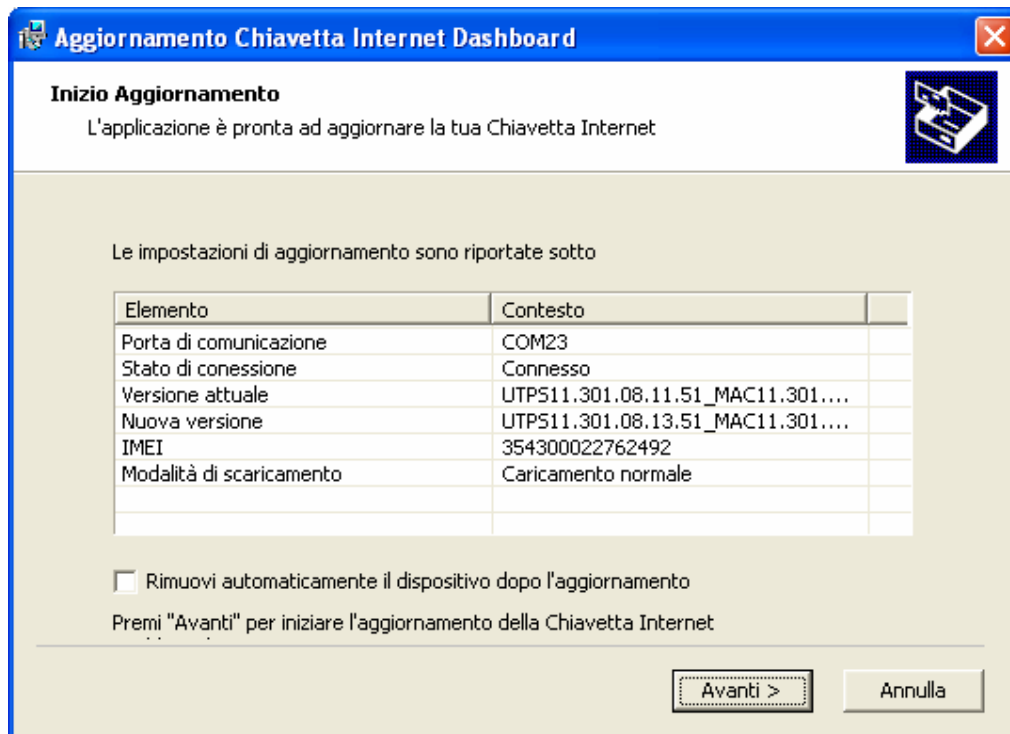 Aggiornamento Chiavetta Internet Dashboard
Inizio Aggiornamento
L'applicazione è pronta ad aggiornare la tua Chiavetta Internet
Le impostazioni di aggiornamento sono riportate sotto
Elemento Contesto
Porta di comunicazione COM23
Stato di conessione Connesso
Versione attuale UTPS11.301.08.11.51_MAC11.301....
Nuova versione UTPS11.301.08.13.51_MAC11.301....
IMEI 354300022762492
Modalità di scaricamento Caricamento normale
Rimuovi automaticamente il dispositivo dopo l'aggiornamento
Premi "Avanti" per iniziare l'aggiornamento della Chiavetta Internet
Avanti > Annulla